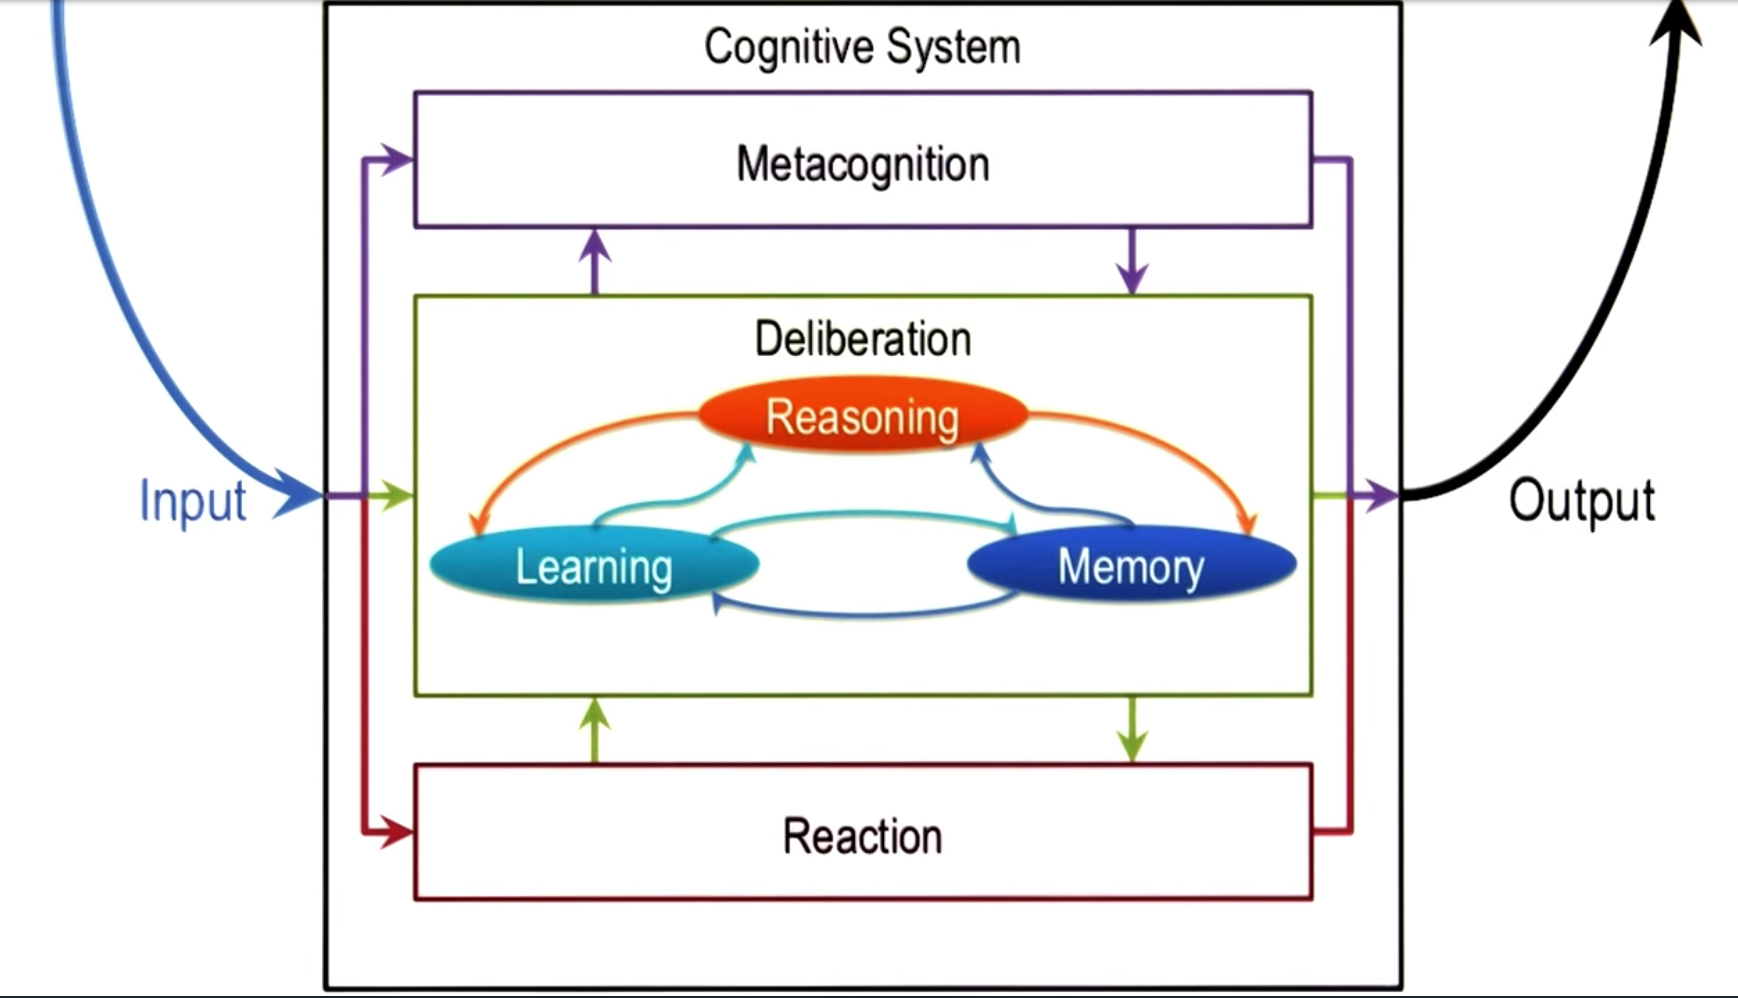 Cognitive System
Metacognition
Deliberation
Reasoning
Input
Output
Learning
Memory
Reaction